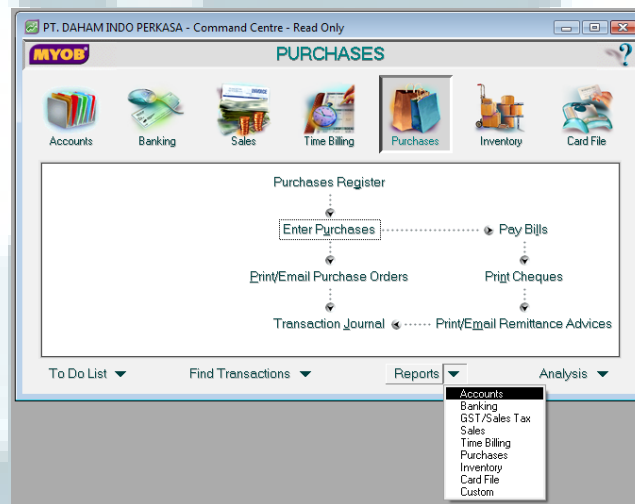 PT. DAHAM INDO PERKASA - Command Centre - Read Only
MYOB PURCHASES
Accounts Banking Sales Time Billing Purchases Inventory Card File
Purchases Register
Enter Purchases Pay Bills
Print/Email Purchase Orders Print Cheques
Transaction Journal Print/Email Remittance Advices
To Do List Find Transactions Reports Analysis
Accounts
Banking
GST/Sales Tax
Sales
Time Billing
Purchases
Inventory
Card File
Custom